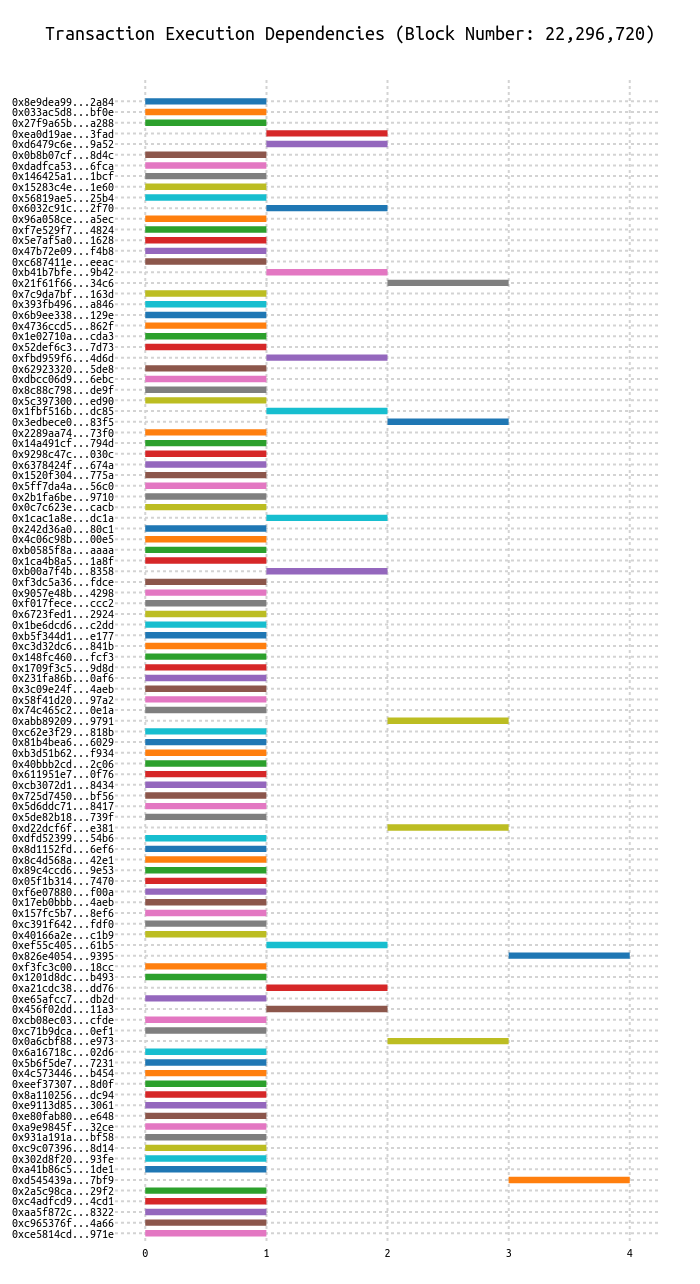 Transaction Execution Dependencies (Block Number: 22,296,720)
0x8e9dea99...2a84
0x033ac5d8...bf0e
0x27f9a65b...a288
0xea0d19ae...3fad
0xd6479c6e...9a52
0x0b8b07cf...8d4c
0xdadfca53...6fca
0x146425a1...1bcf
0x15283c4e...1e60
0x56819ae5...25b4
0x6032c91c...2f70
0x96a058ce...a5ec
0xf7e529f7...4824
0x5e7af5a0...1628
0x47b72e09...f4b8
0xc687411e...eeac
0xb41b7bfe...9b42
0x21f61f66...34c6
0x7c9da7bf...163d
0x393fb496...a846
0x6b9ee338...129e
0x4736ccd5...862f
0x1e02710a...cda3
0x52def6c3...7d73
0xfbd959f6...4d6d
0x62923320...5de8
0xdbcc06d9...6ebc
0x8c88c798...de9f
0x5c397300...ed90
0x1fbf516b...dc85
0x3edbece0...83f5
0x2289aa74...73f0
0x14a491cf...794d
0x9298c47c...030c
0x6378424f...674a
0x1520f304...775a
0x5ff7da4a...56c0
0x2b1fa6be...9710
0x0c7c623e...cacb
0x1cac1a8e...dc1a
0x242d36a0...80c1
0x4c06c98b...00e5
0xb0585f8a...aaaa
0x1ca4b8a5...1a8f
0xb00a7f4b...8358
0xf3dc5a36...fdce
0x9057e48b...4298
0xf017fece...ccc2
0x6723fed1...2924
0x1be6dcd6...c2dd
0xb5f344d1...e177
0xc3d32dc6...841b
0x148fc460...fcf3
0x1709f3c5...9d8d
0x231fa86b...0af6
0x3c09e24f...4aeb
0x58f41d20...97a2
0x74c465c2...0e1a
0xabb89209...9791
0xc62e3f29...818b
0x81b4bea6...6029
0xb3d51b62...f934
0x40bbb2cd...2c06
0x611951e7...0f76
0xcb3072d1...8434
0x725d7450...bf56
0x5d6ddc71...8417
0x5de82b18...739f
0xd22dcf6f...e381
0xdfd52399...54b6
0x8d1152fd...6ef6
0x8c4d568a...42e1
0x89c4ccd6...9e53
0x05f1b314...7470
0xf6e07880...f00a
0x17eb0bbb...4aeb
0x157fc5b7...8ef6
0xc391f642...fdf0
0x40166a2e...c1b9
0xef55c405...61b5
0x826e4054...9395
0xf3fc3c00...18cc
0x1201d8dc...b493
0xa21cdc38...dd76
0xe65afcc7...db2d
0x456f02dd...11a3
0xcb08ec03...cfde
0xc71b9dca...0ef1
0x0a6cbf88...e973
0x6a16718c...02d6
0x5b6f5de7...7231
0x4c573446...b454
0xeef37307...8d0f
0x8a110256...dc94
0xe9113d85...3061
0xe80fab80...e648
0xa9e9845f...32ce
0x931a191a...bf58
0xc9c07396...8d14
0x302d8f20...93fe
0xa41b86c5...1de1
0xd545439a...7bf9
0x2a5c98ca...29f2
0xc4adfcd9...4cd1
0xaa5f872c...8322
0xc965376f...4a66
0xce5814cd...971e
0 1 2 3 4